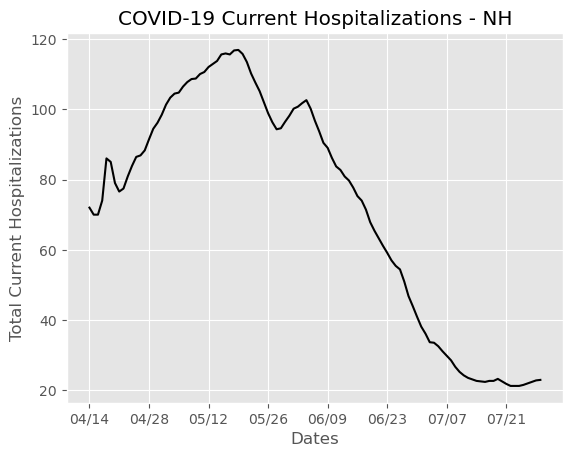 COVID-19 Current Hospitalizations - NH
Total Current Hospitalizations
120
100
80
60
40
20
04/14 04/28 05/12 05/26 06/09 06/23 07/07 07/21
Dates